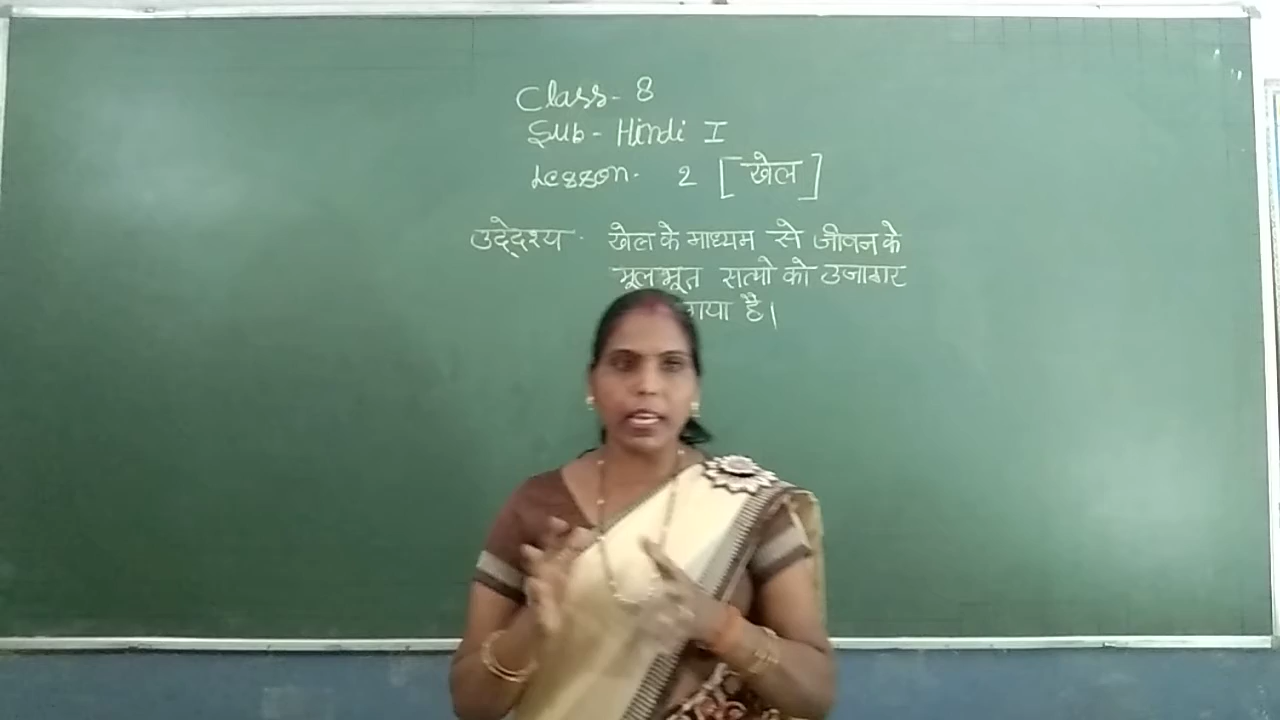 Class - 8
Sub - Hindi I
Lesson - 2 [खेल]
उद्देश्य - खेल के माध्यम से जीवन के
मूलभूत सत्यो को उजागर
गया है।